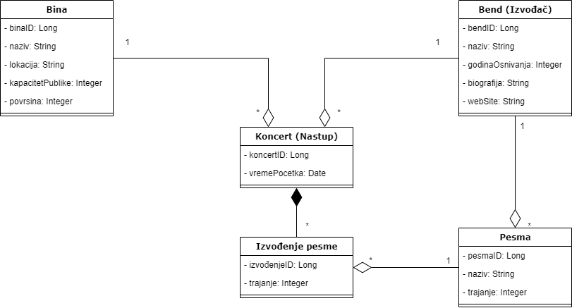 Bina
- binaID: Long
- naziv: String
- lokacija: String
- kapacitetPublike: Integer
- povrsina: Integer
Bend (Izvođač)
- bendID: Long
- naziv: String
- godinaOsnivanja: Integer
- biografija: String
- webSite: String
1
1
*
*
Koncert (Nastup)
- koncertID: Long
- vremePocetka: Date
1
*
*
Izvođenje pesme
- izvođenjeID: Long
- trajanje: Integer
*
1
Pesma
- pesmaID: Long
- naziv: String
- trajanje: Integer